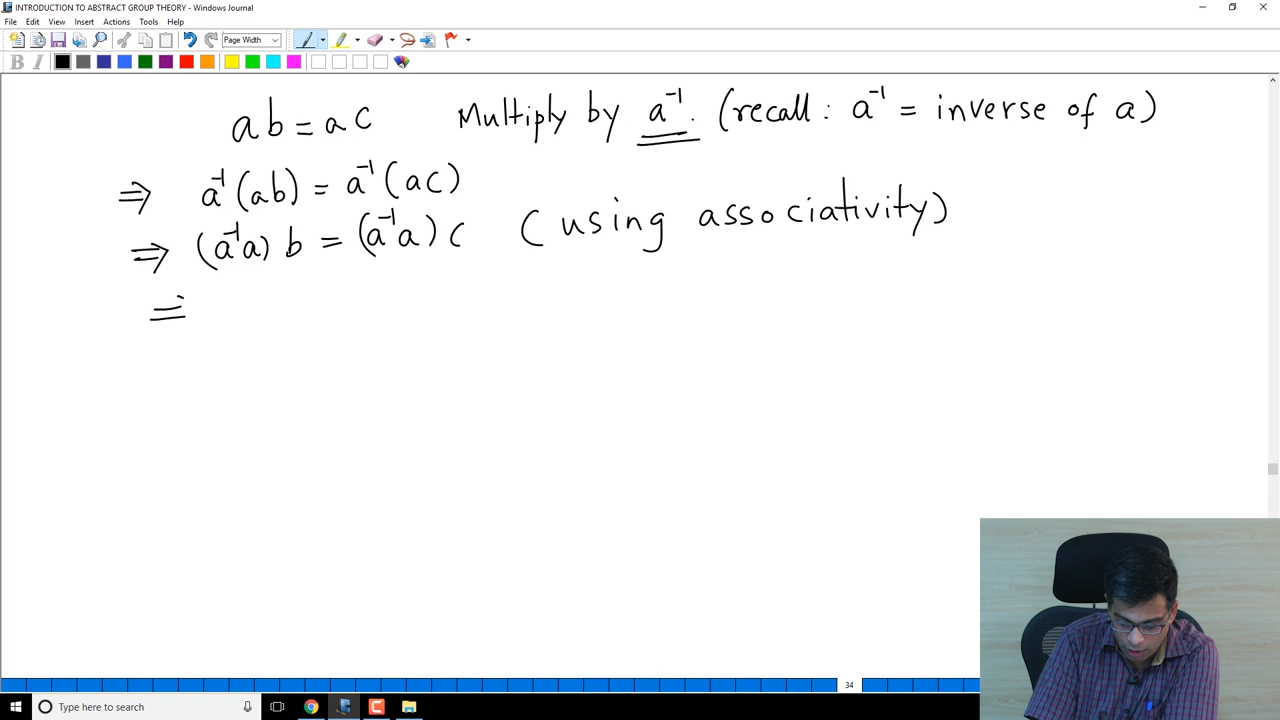 INTRODUCTION TO ABSTRACT GROUP THEORY - Windows Journal
File Edit View Insert Actions Tools Help
Page Width
B I
ab = ac Multiply by a⁻¹. (recall : a⁻¹ = inverse of a)
⇒ a⁻¹(ab) = a⁻¹(ac)
⇒ (a⁻¹a) b = (a⁻¹a) c (using associativity)
34
Type here to search